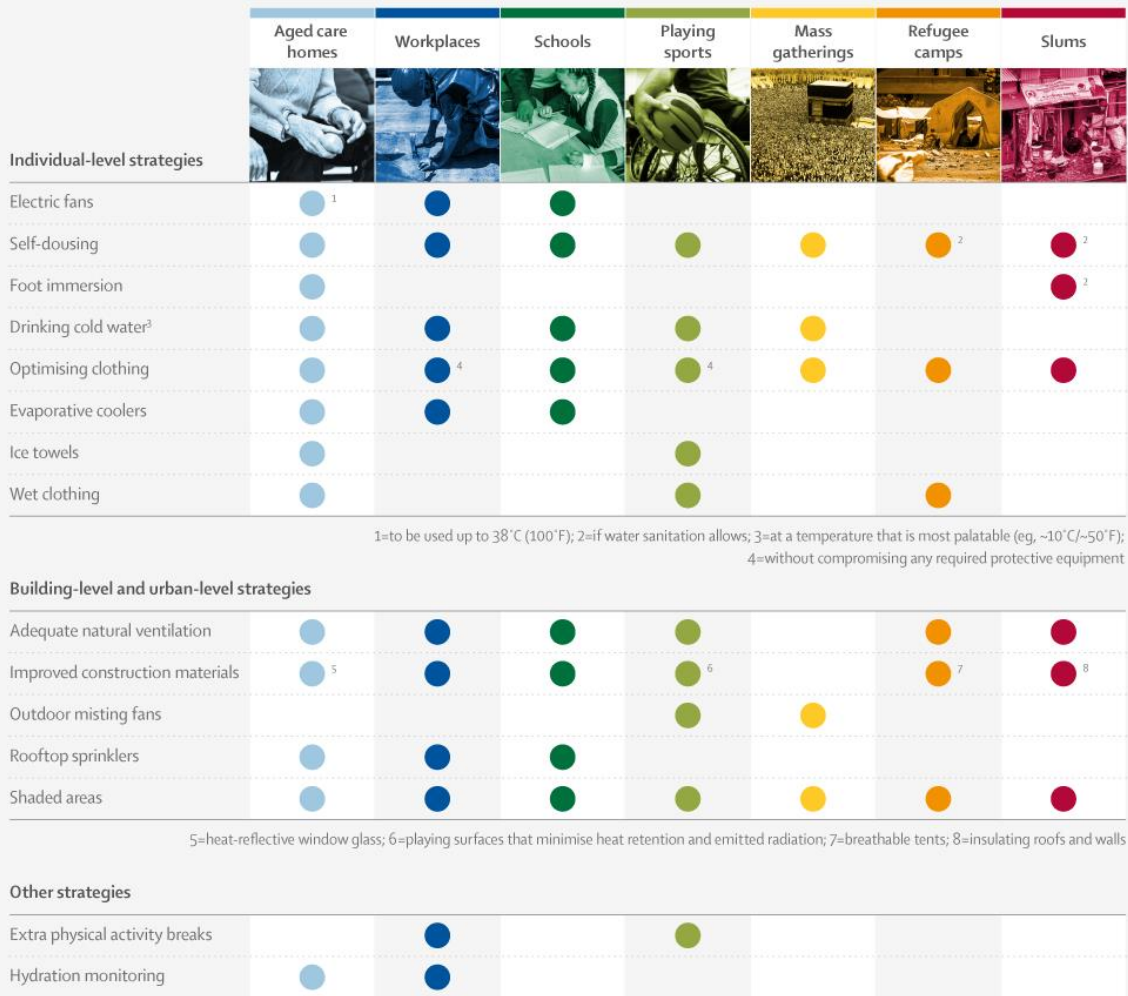 Aged care homes
Workplaces
Schools
Playing sports
Mass gatherings
Refugee camps
Slums
Individual-level strategies
Electric fans 1
Self-dousing 2 2
Foot immersion 2
Drinking cold water3
Optimising clothing 4 4
Evaporative coolers
Ice towels
Wet clothing
1=to be used up to 38˚C (100˚F); 2=if water sanitation allows; 3=at a temperature that is most palatable (eg, ~10˚C/~50˚F);
4=without compromising any required protective equipment
Building-level and urban-level strategies
Adequate natural ventilation
Improved construction materials 5 6 7 8
Outdoor misting fans
Rooftop sprinklers
Shaded areas
5=heat-reflective window glass; 6=playing surfaces that minimise heat retention and emitted radiation; 7=breathable tents; 8=insulating roofs and walls
Other strategies
Extra physical activity breaks
Hydration monitoring